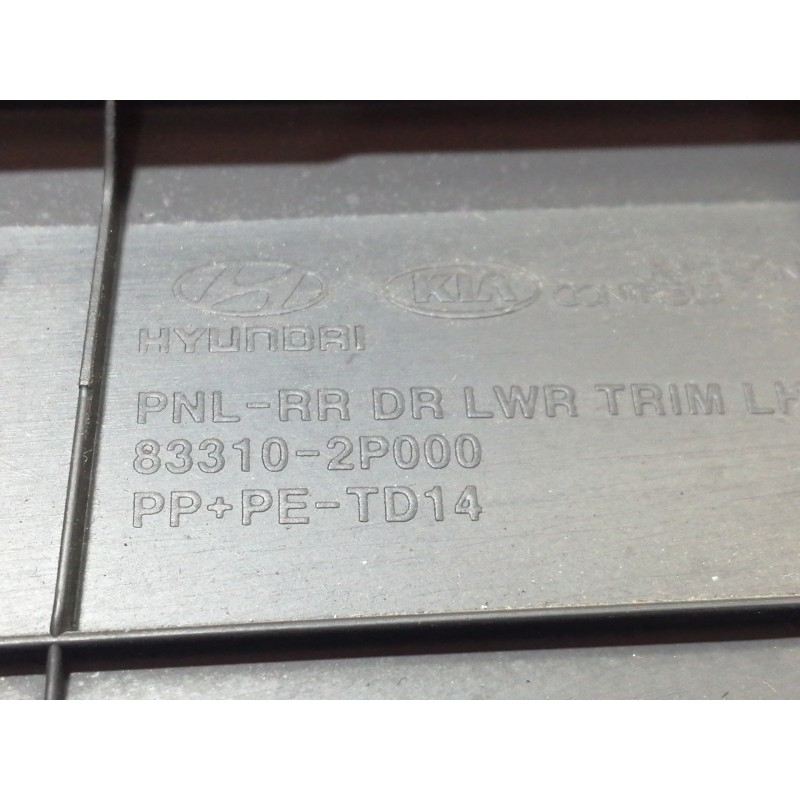 KIA
HYUNDAI
PNL-RR DR LWR TRIM LH
83310-2P000
PP+PE-TD14